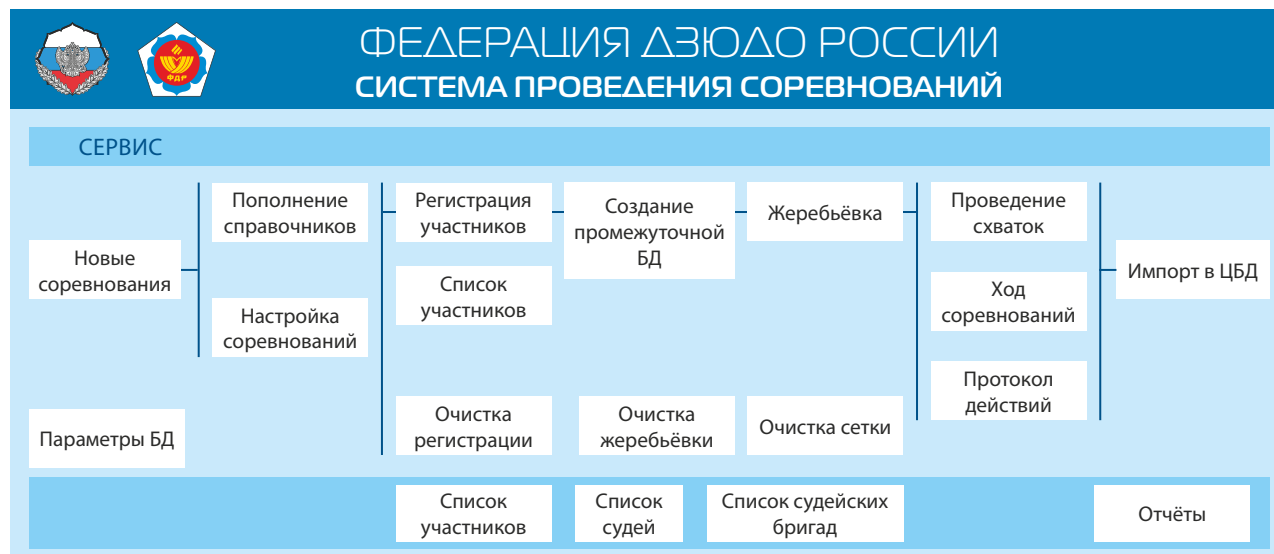 ФЕДЕРАЦИЯ ДЗЮДО РОССИИ
СИСТЕМА ПРОВЕДЕНИЯ СОРЕВНОВАНИЙ
ФДР
СЕРВИС
Новые
соревнования
Параметры БД
Пополнение
справочников
Настройка
соревнований
Регистрация
участников
Список
участников
Очистка
регистрации
Создание
промежуточной
БД
Очистка
жеребьёвки
Жеребьёвка
Очистка сетки
Проведение
схваток
Ход
соревнований
Протокол
действий
Импорт в ЦБД
Список
участников
Список
судей
Список судейских
бригад
Отчёты